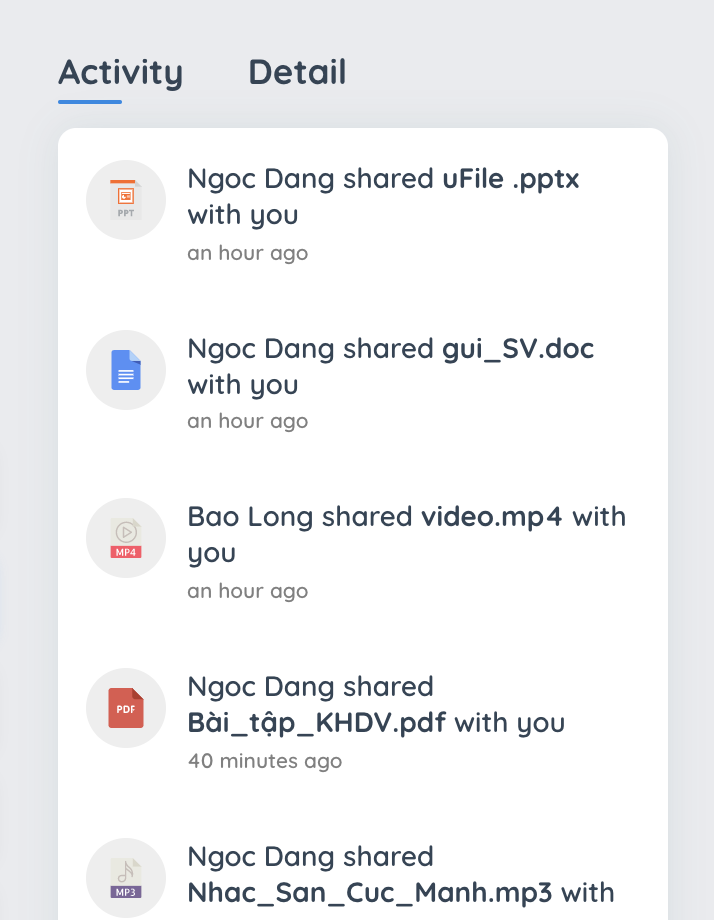 Activity Detail
Ngoc Dang shared uFile .pptx
with you
PPT
an hour ago
Ngoc Dang shared gui_SV.doc
with you
an hour ago
Bao Long shared video.mp4 with
you
MP4
an hour ago
Ngoc Dang shared
PDF
Bài_tập_KHDV.pdf with you
40 minutes ago
Ngoc Dang shared
Nhac_San_Cuc_Manh.mp3 with
MP3